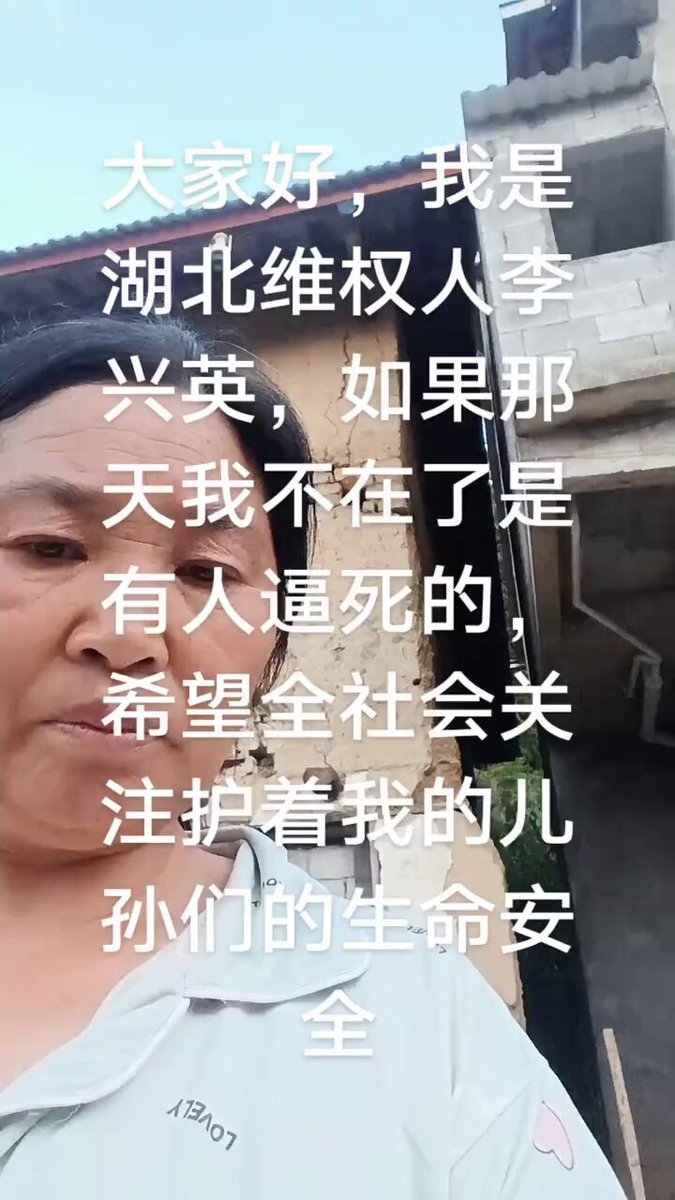 大家好，我是
湖北维权人李
兴英，如果那
天我不在了是
有人逼死的，
希望全社会关
注护着我的儿
孙们的生命安
全
LOVELY